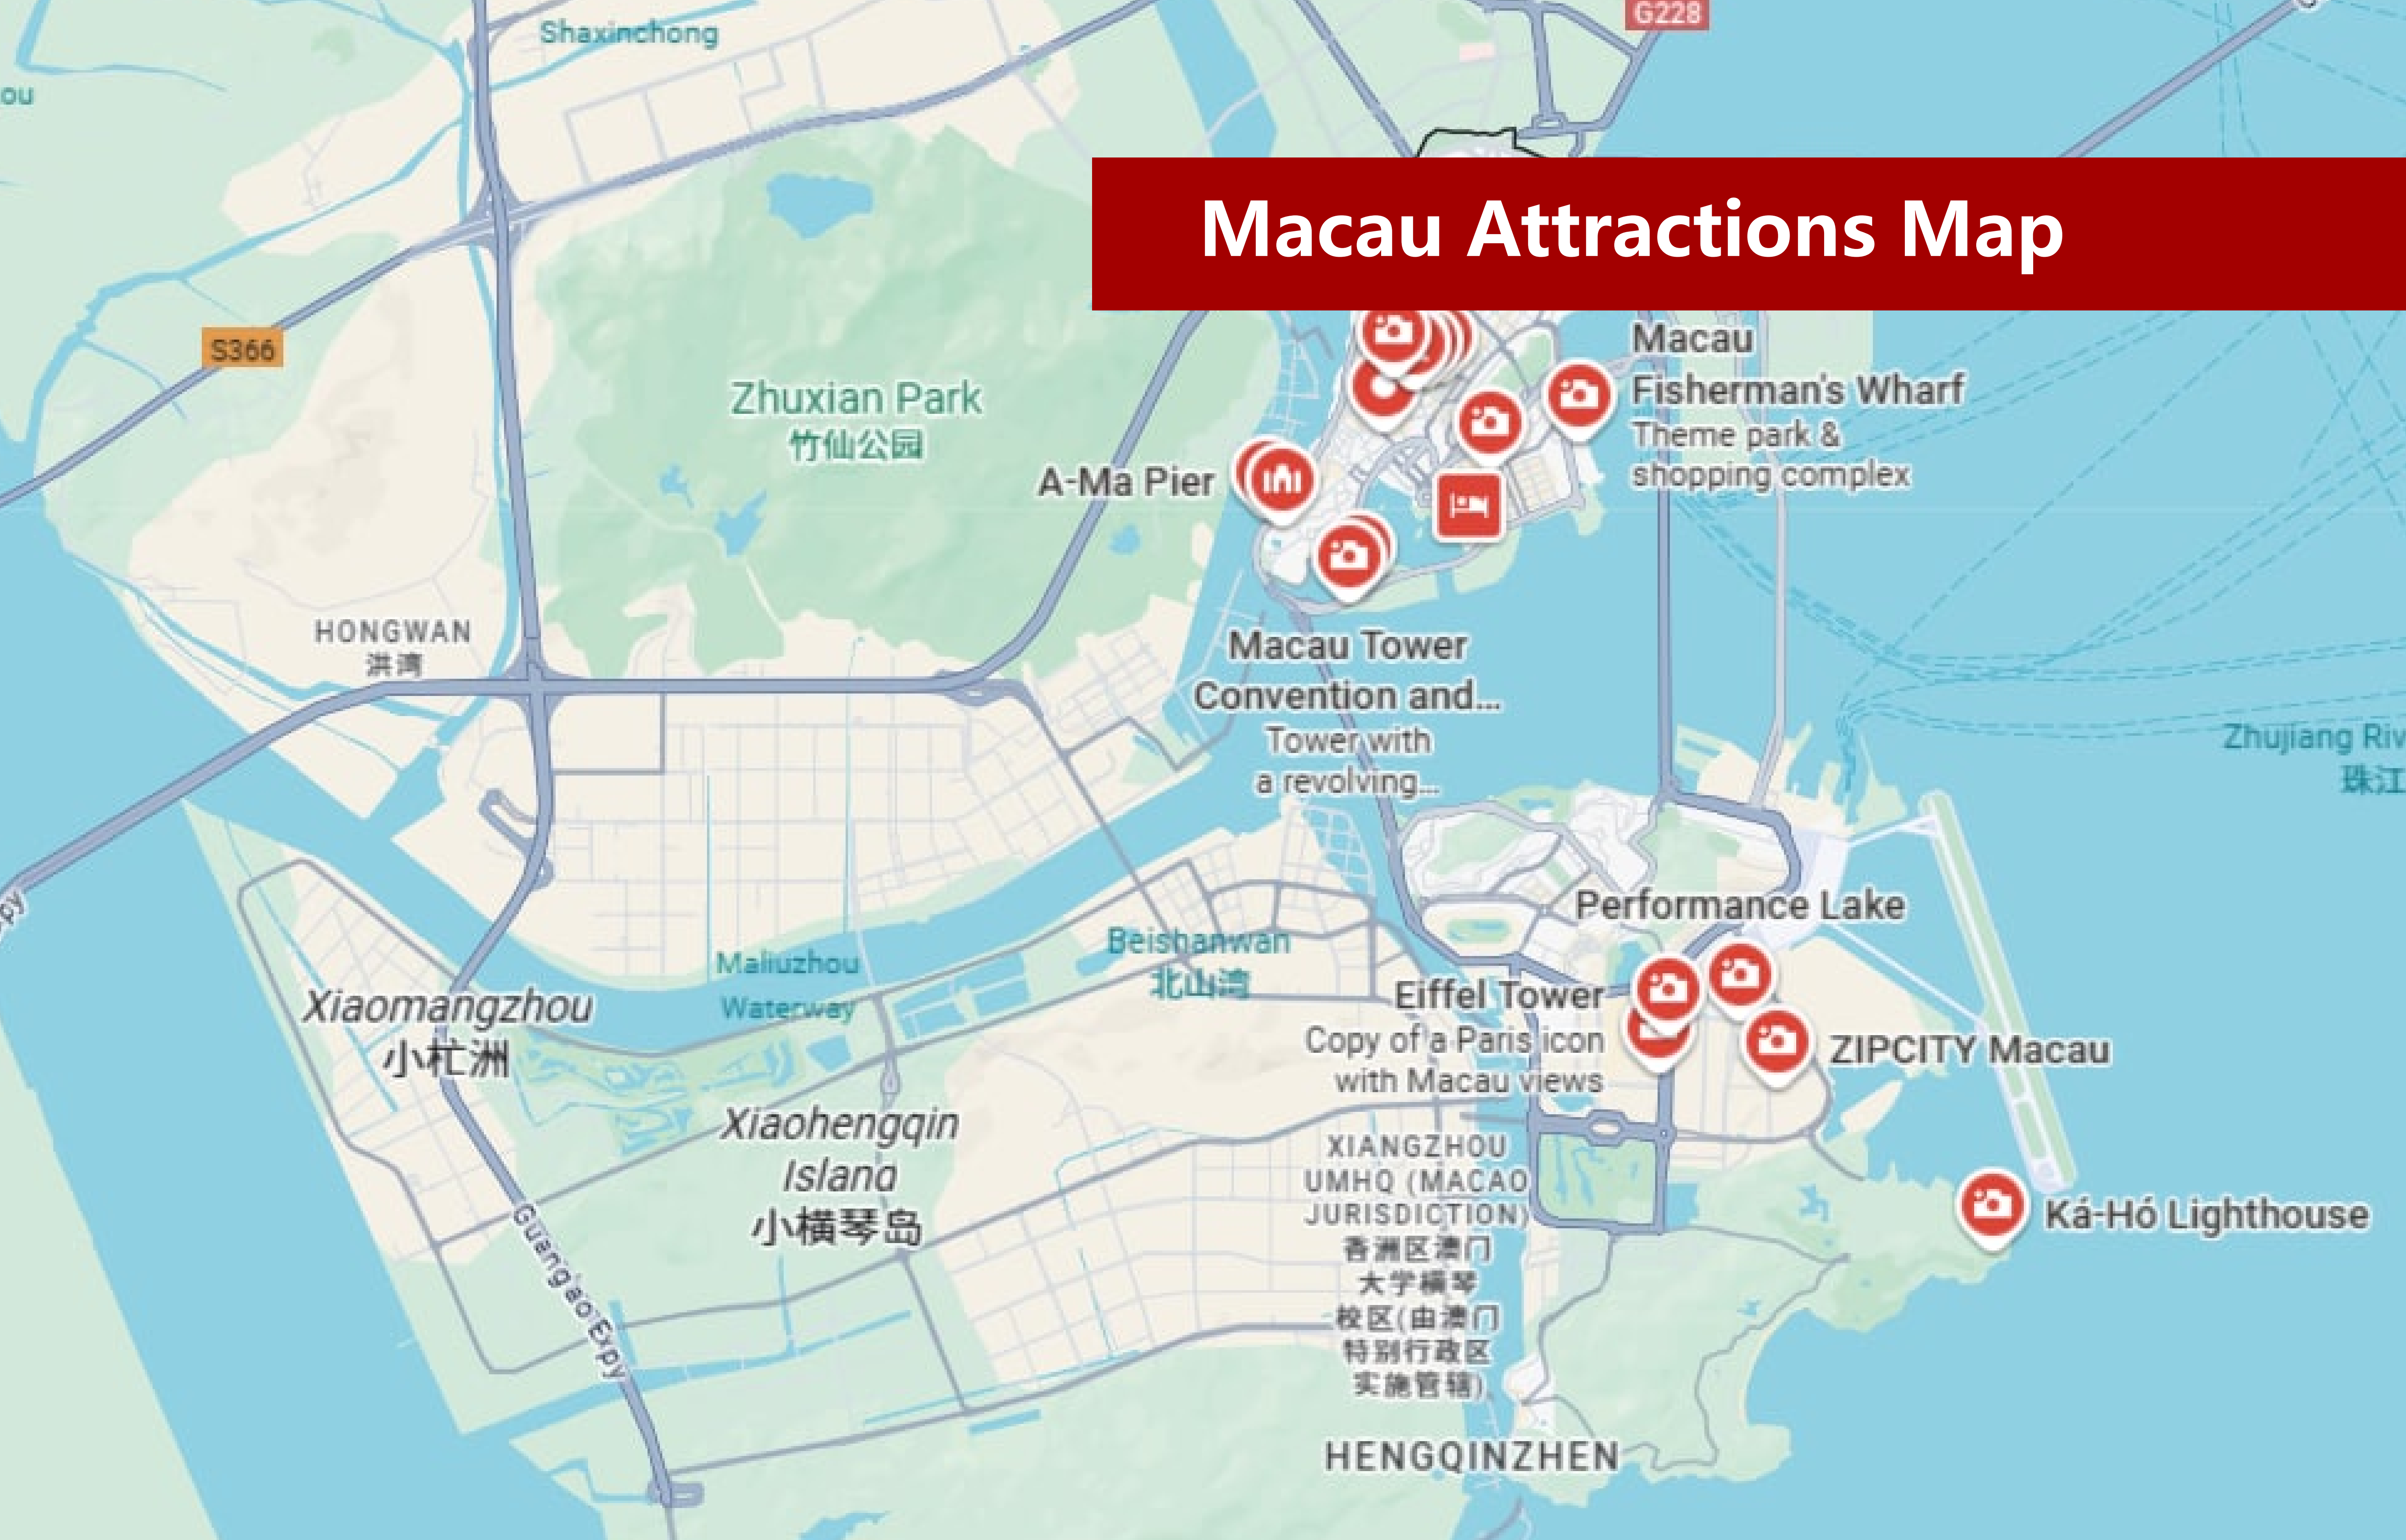 Shaxinchong
G228
ou
Macau Attractions Map
S366
Zhuxian Park
竹仙公园
Macau
Fisherman's Wharf
Theme park &
shopping complex
A-Ma Pier
HONGWAN
洪湾
Macau Tower
Convention and...
Tower with
a revolving...
Zhujiang Riv
珠江
py
Performance Lake
Beishanwan
北山湾
Maliuzhou
Waterway
Xiaomangzhou
小杧洲
Eiffel Tower
Copy of a Paris icon
with Macau views
ZIPCITY Macau
Xiaohengqin
Island
小横琴岛
XIANGZHOU
UMHQ (MACAO
JURISDICTION)
香洲区澳门
大学横琴
校区(由澳门
特别行政区
实施管辖)
Ká-Hó Lighthouse
Guang'ao Expy
HENGQINZHEN